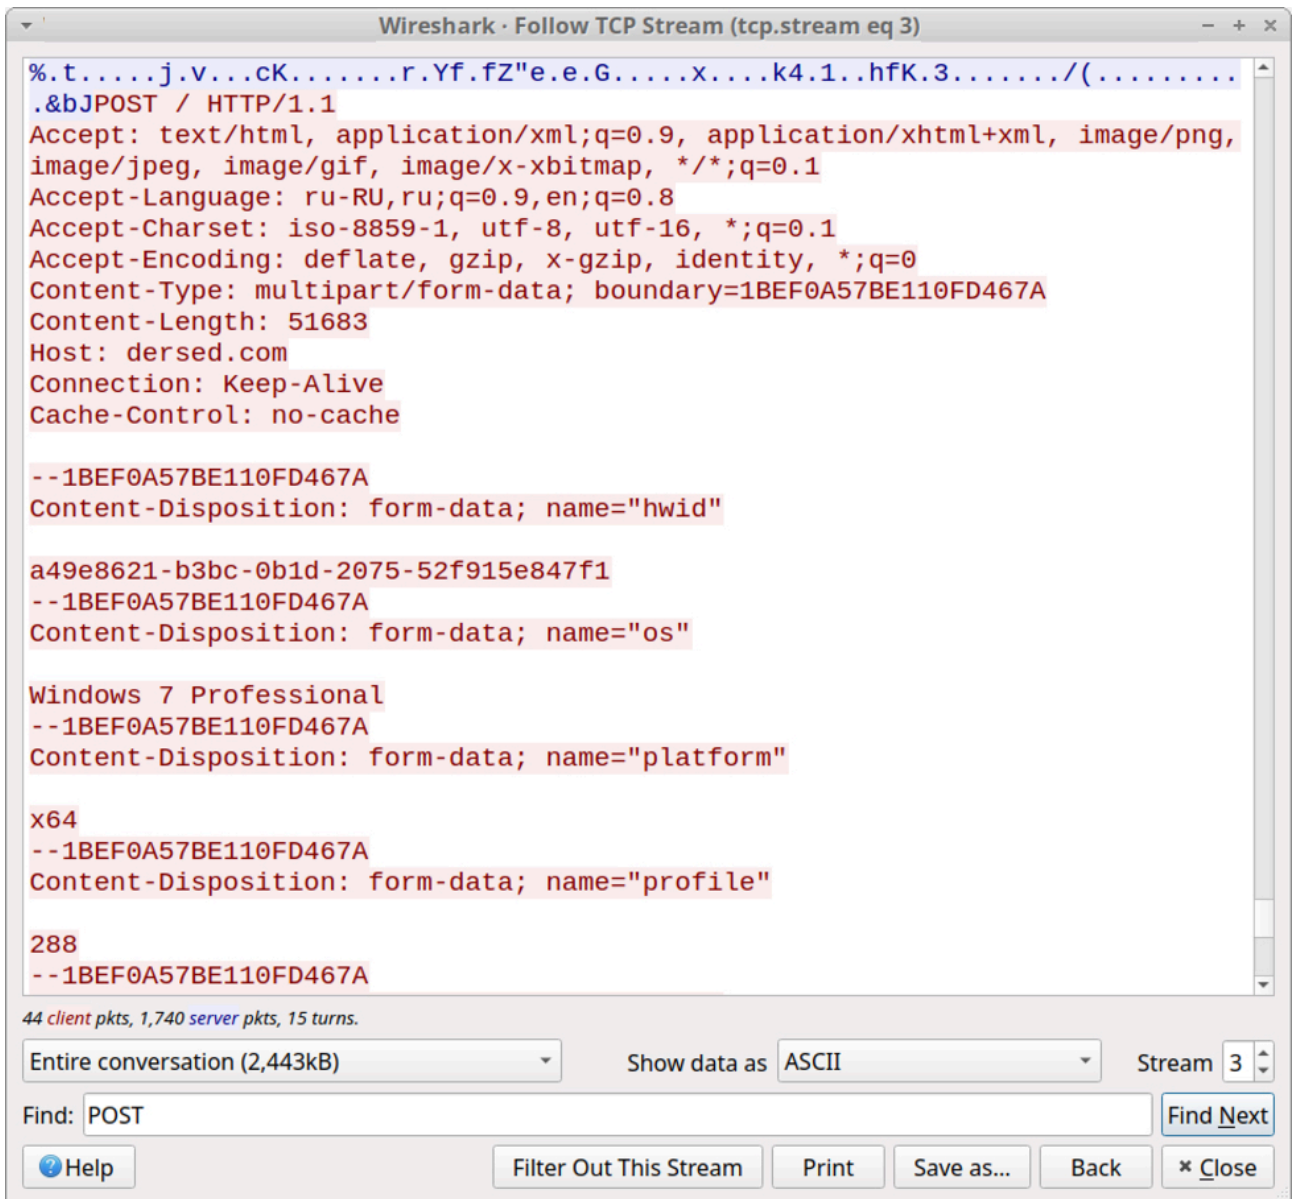 Wireshark · Follow TCP Stream (tcp.stream eq 3)
%.t.....j.v...cK.......r.Yf.fZ"e.e.G.....x....k4.1..hfK.3......./(.........
.&bJPOST / HTTP/1.1
Accept: text/html, application/xml;q=0.9, application/xhtml+xml, image/png,
image/jpeg, image/gif, image/x-xbitmap, */*;q=0.1
Accept-Language: ru-RU,ru;q=0.9,en;q=0.8
Accept-Charset: iso-8859-1, utf-8, utf-16, *;q=0.1
Accept-Encoding: deflate, gzip, x-gzip, identity, *;q=0
Content-Type: multipart/form-data; boundary=1BEF0A57BE110FD467A
Content-Length: 51683
Host: dersed.com
Connection: Keep-Alive
Cache-Control: no-cache
--1BEF0A57BE110FD467A
Content-Disposition: form-data; name="hwid"
a49e8621-b3bc-0b1d-2075-52f915e847f1
--1BEF0A57BE110FD467A
Content-Disposition: form-data; name="os"
Windows 7 Professional
--1BEF0A57BE110FD467A
Content-Disposition: form-data; name="platform"
x64
--1BEF0A57BE110FD467A
Content-Disposition: form-data; name="profile"
288
--1BEF0A57BE110FD467A
44 client pkts, 1,740 server pkts, 15 turns.
Entire conversation (2,443kB) Show data as ASCII Stream 3
Find: POST Find Next
Help Filter Out This Stream Print Save as... Back Close